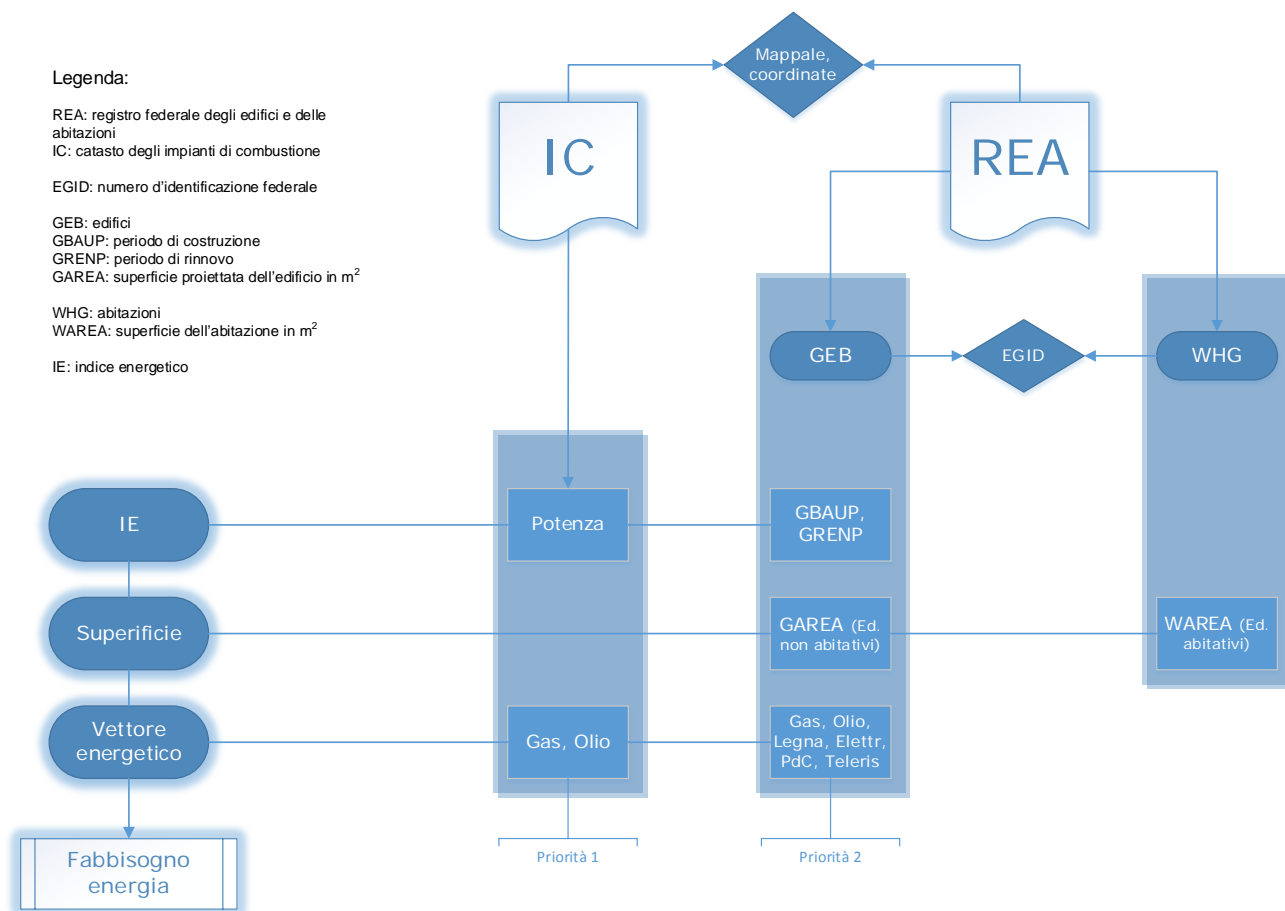 Legenda:
REA: registro federale degli edifici e delle
abitazioni
IC: catasto degli impianti di combustione
EGID: numero d'identificazione federale
GEB: edifici
GBAUP: periodo di costruzione
GRENP: periodo di rinnovo
GAREA: superficie proiettata dell'edificio in m²
WHG: abitazioni
WAREA: superficie dell'abitazione in m²
IE: indice energetico
Mappale,
coordinate
IC
REA
GEB
EGID
WHG
IE
Potenza
GBAUP,
GRENP
Superificie
GAREA (Ed.
non abitativi)
WAREA (Ed.
abitativi)
Vettore
energetico
Gas, Olio
Gas, Olio,
Legna, Elettr,
PdC, Teleris
Priorità 1
Priorità 2
Fabbisogno
energia